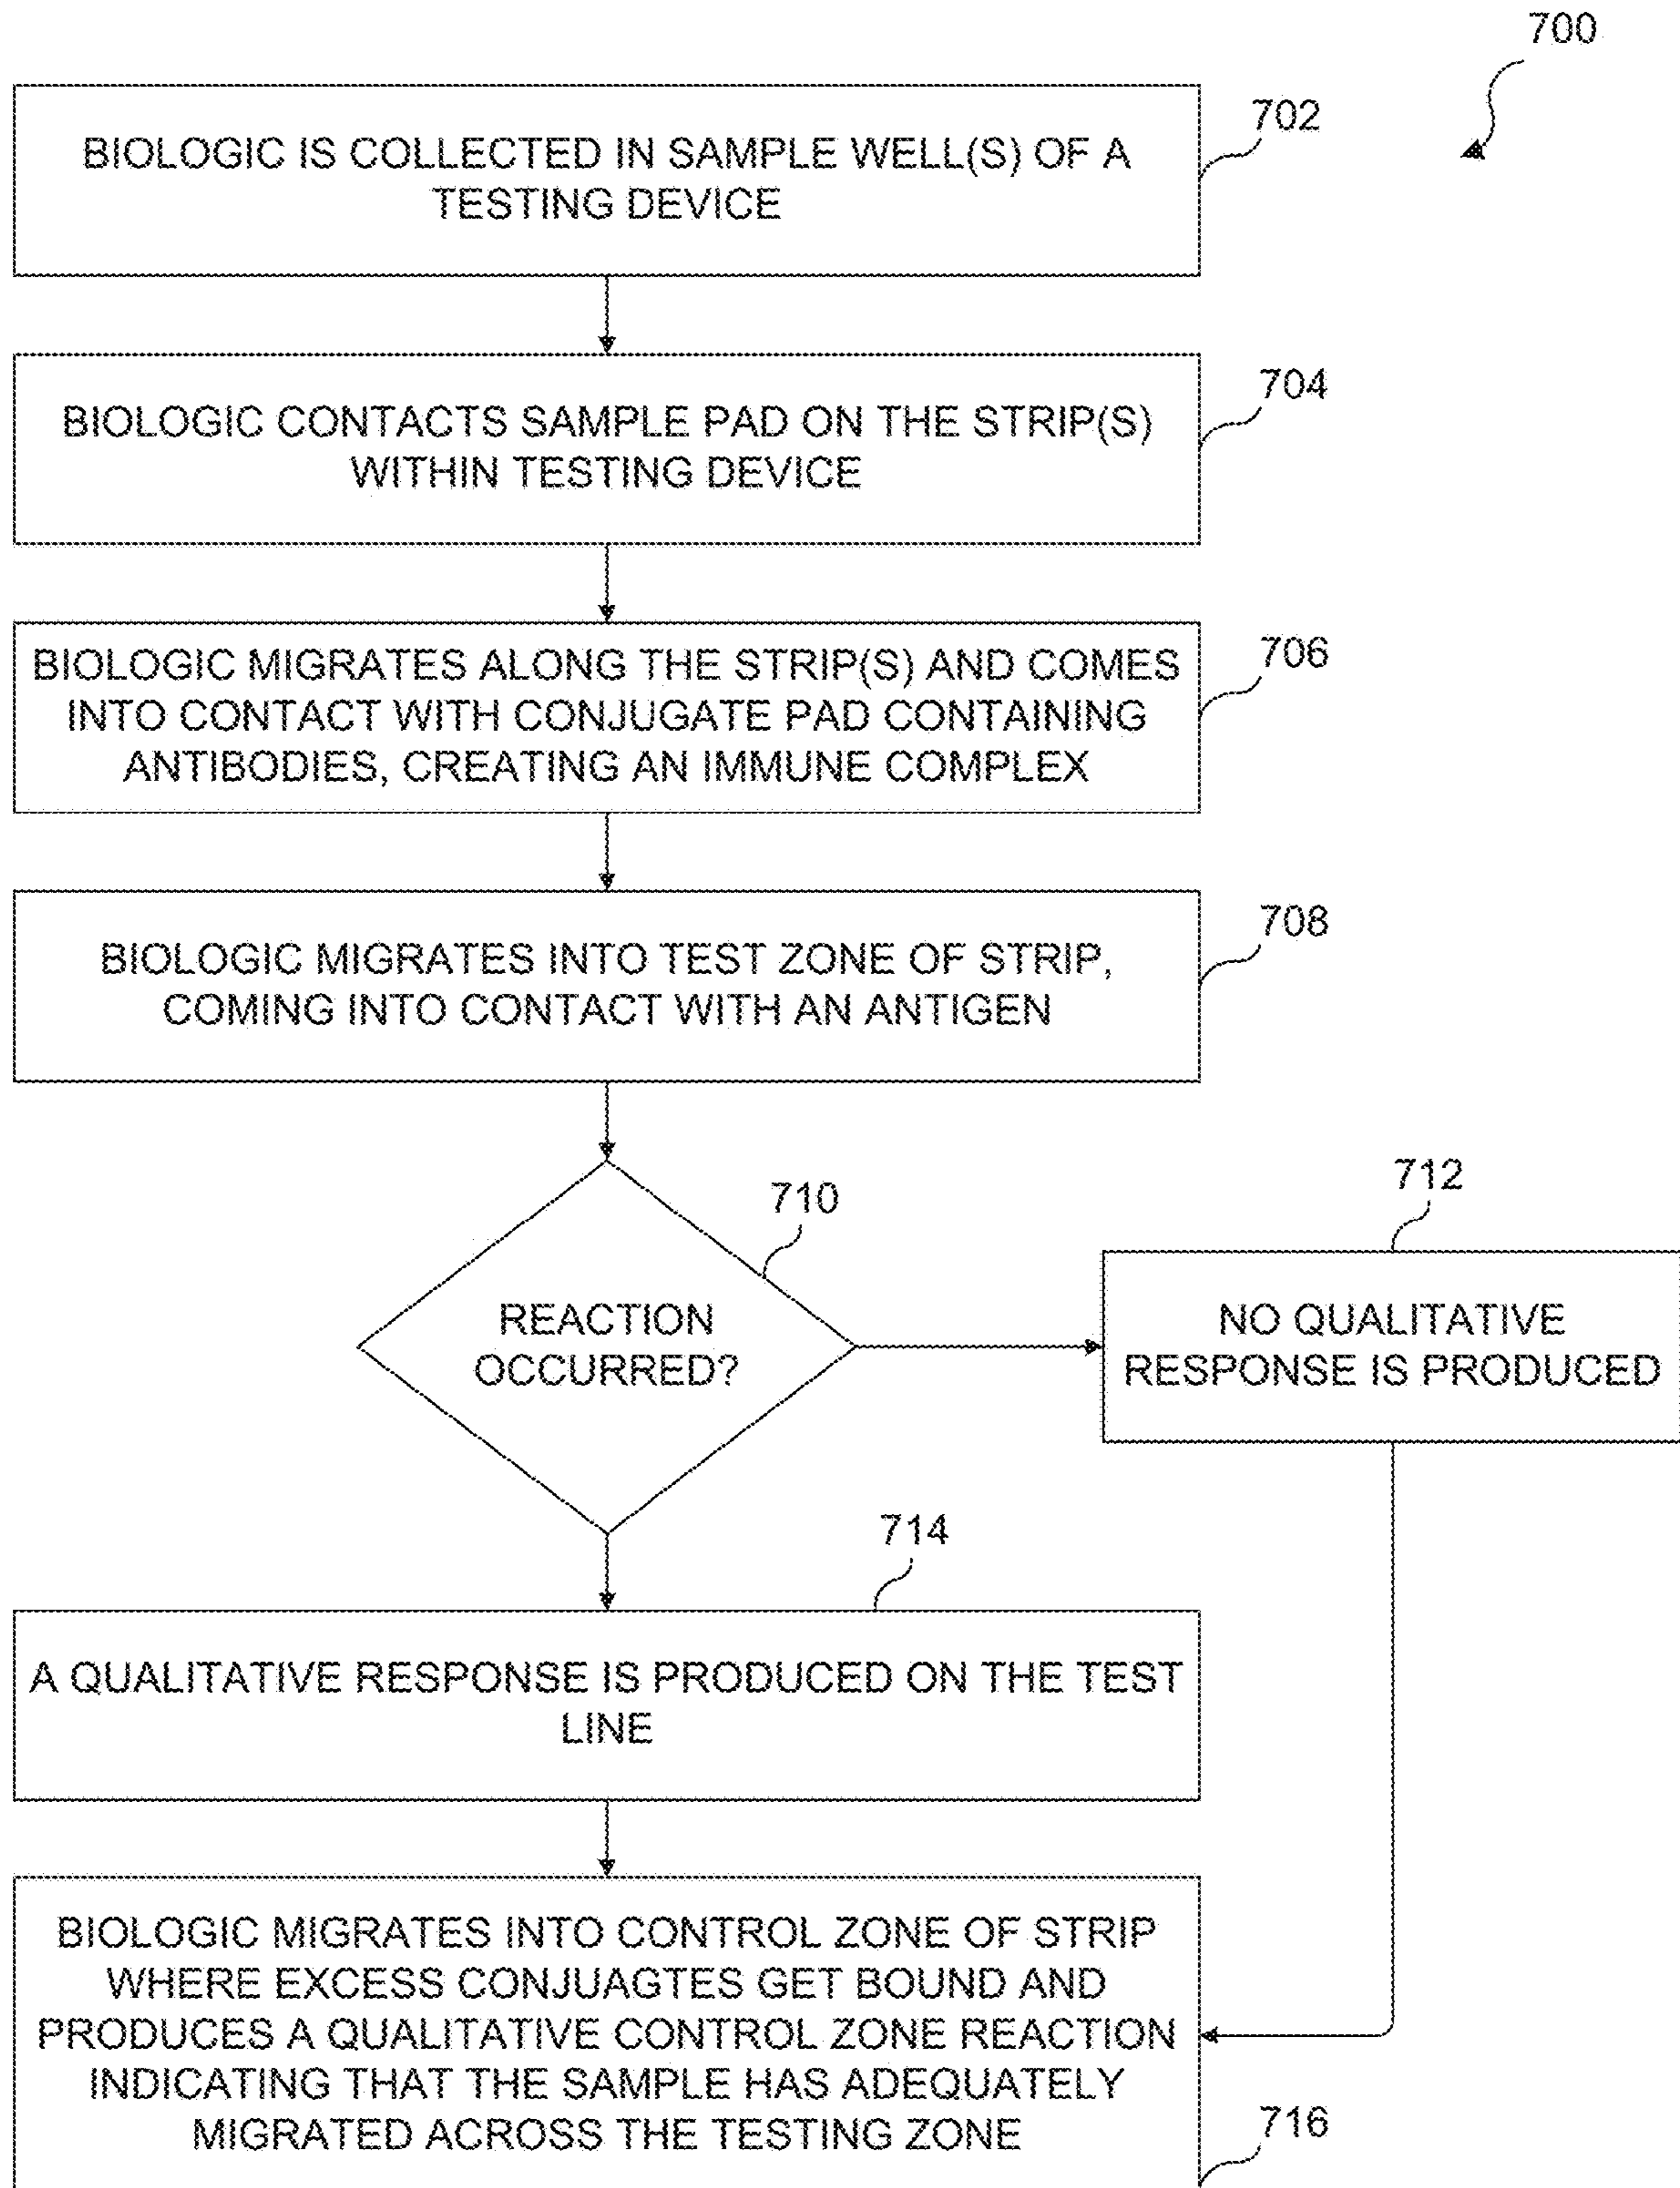 700
BIOLOGIC IS COLLECTED IN SAMPLE WELL(S) OF A
TESTING DEVICE
702
BIOLOGIC CONTACTS SAMPLE PAD ON THE STRIP(S)
WITHIN TESTING DEVICE
704
BIOLOGIC MIGRATES ALONG THE STRIP(S) AND COMES
INTO CONTACT WITH CONJUGATE PAD CONTAINING
ANTIBODIES, CREATING AN IMMUNE COMPLEX
706
BIOLOGIC MIGRATES INTO TEST ZONE OF STRIP,
COMING INTO CONTACT WITH AN ANTIGEN
708
REACTION
OCCURRED?
710
712
NO QUALITATIVE
RESPONSE IS PRODUCED
714
A QUALITATIVE RESPONSE IS PRODUCED ON THE TEST
LINE
BIOLOGIC MIGRATES INTO CONTROL ZONE OF STRIP
WHERE EXCESS CONJUAGTES GET BOUND AND
PRODUCES A QUALITATIVE CONTROL ZONE REACTION
INDICATING THAT THE SAMPLE HAS ADEQUATELY
MIGRATED ACROSS THE TESTING ZONE
716